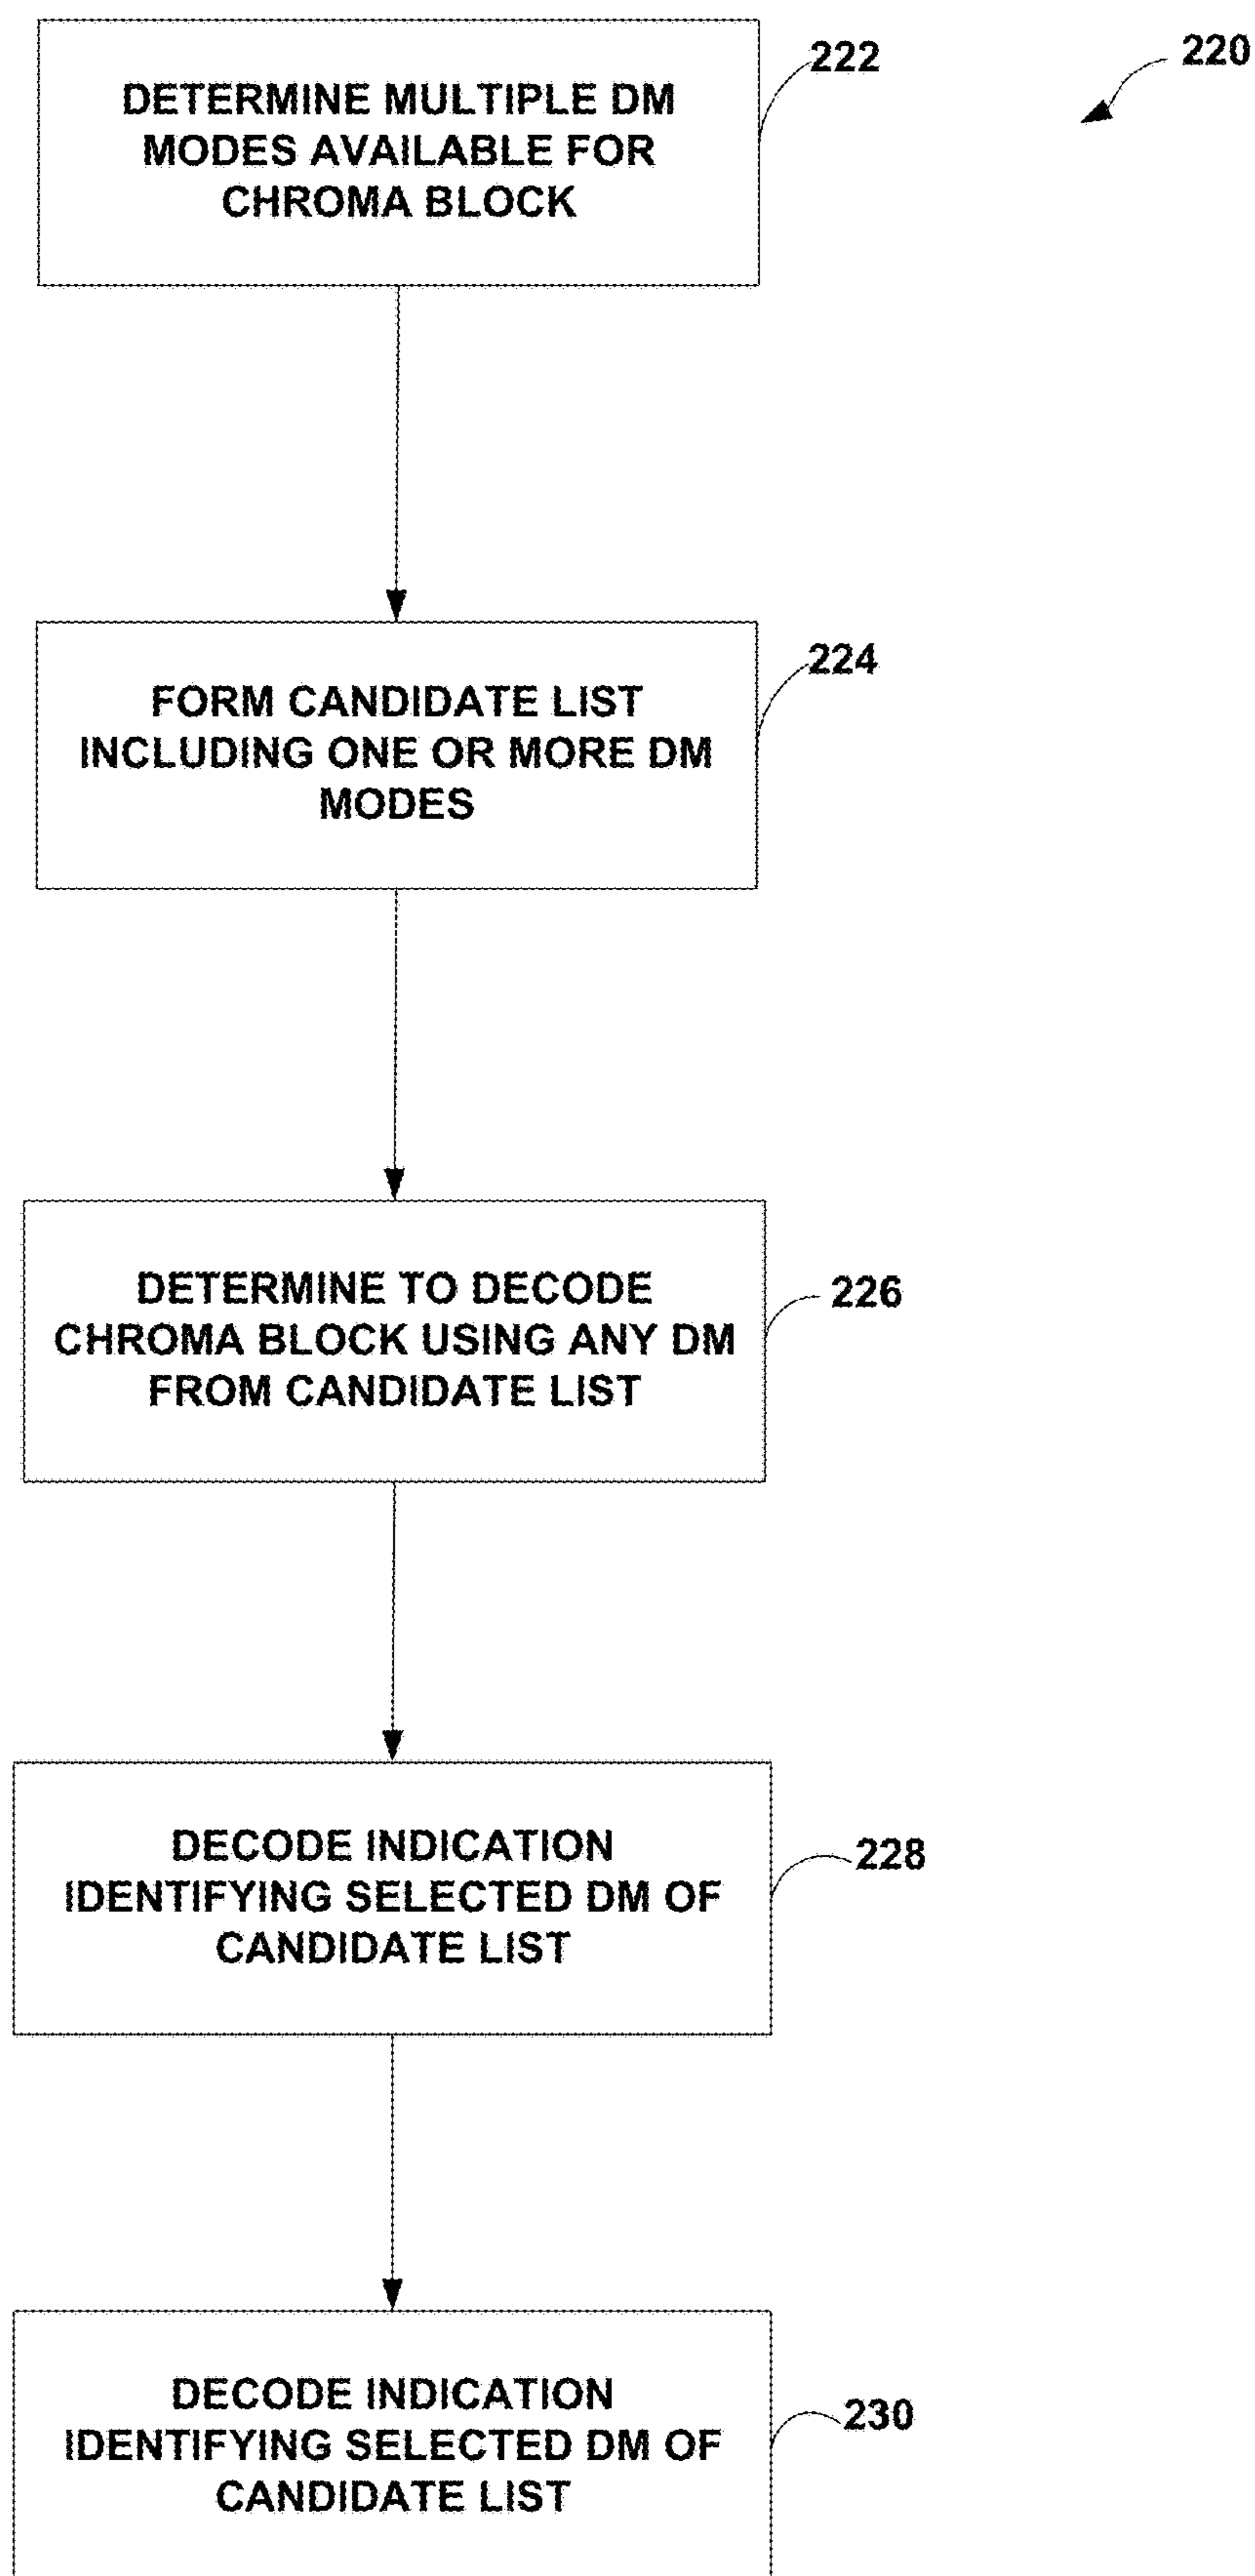 220
DETERMINE MULTIPLE DM
MODES AVAILABLE FOR
CHROMA BLOCK
222
FORM CANDIDATE LIST
INCLUDING ONE OR MORE DM
MODES
224
DETERMINE TO DECODE
CHROMA BLOCK USING ANY DM
FROM CANDIDATE LIST
226
DECODE INDICATION
IDENTIFYING SELECTED DM OF
CANDIDATE LIST
228
DECODE INDICATION
IDENTIFYING SELECTED DM OF
CANDIDATE LIST
230